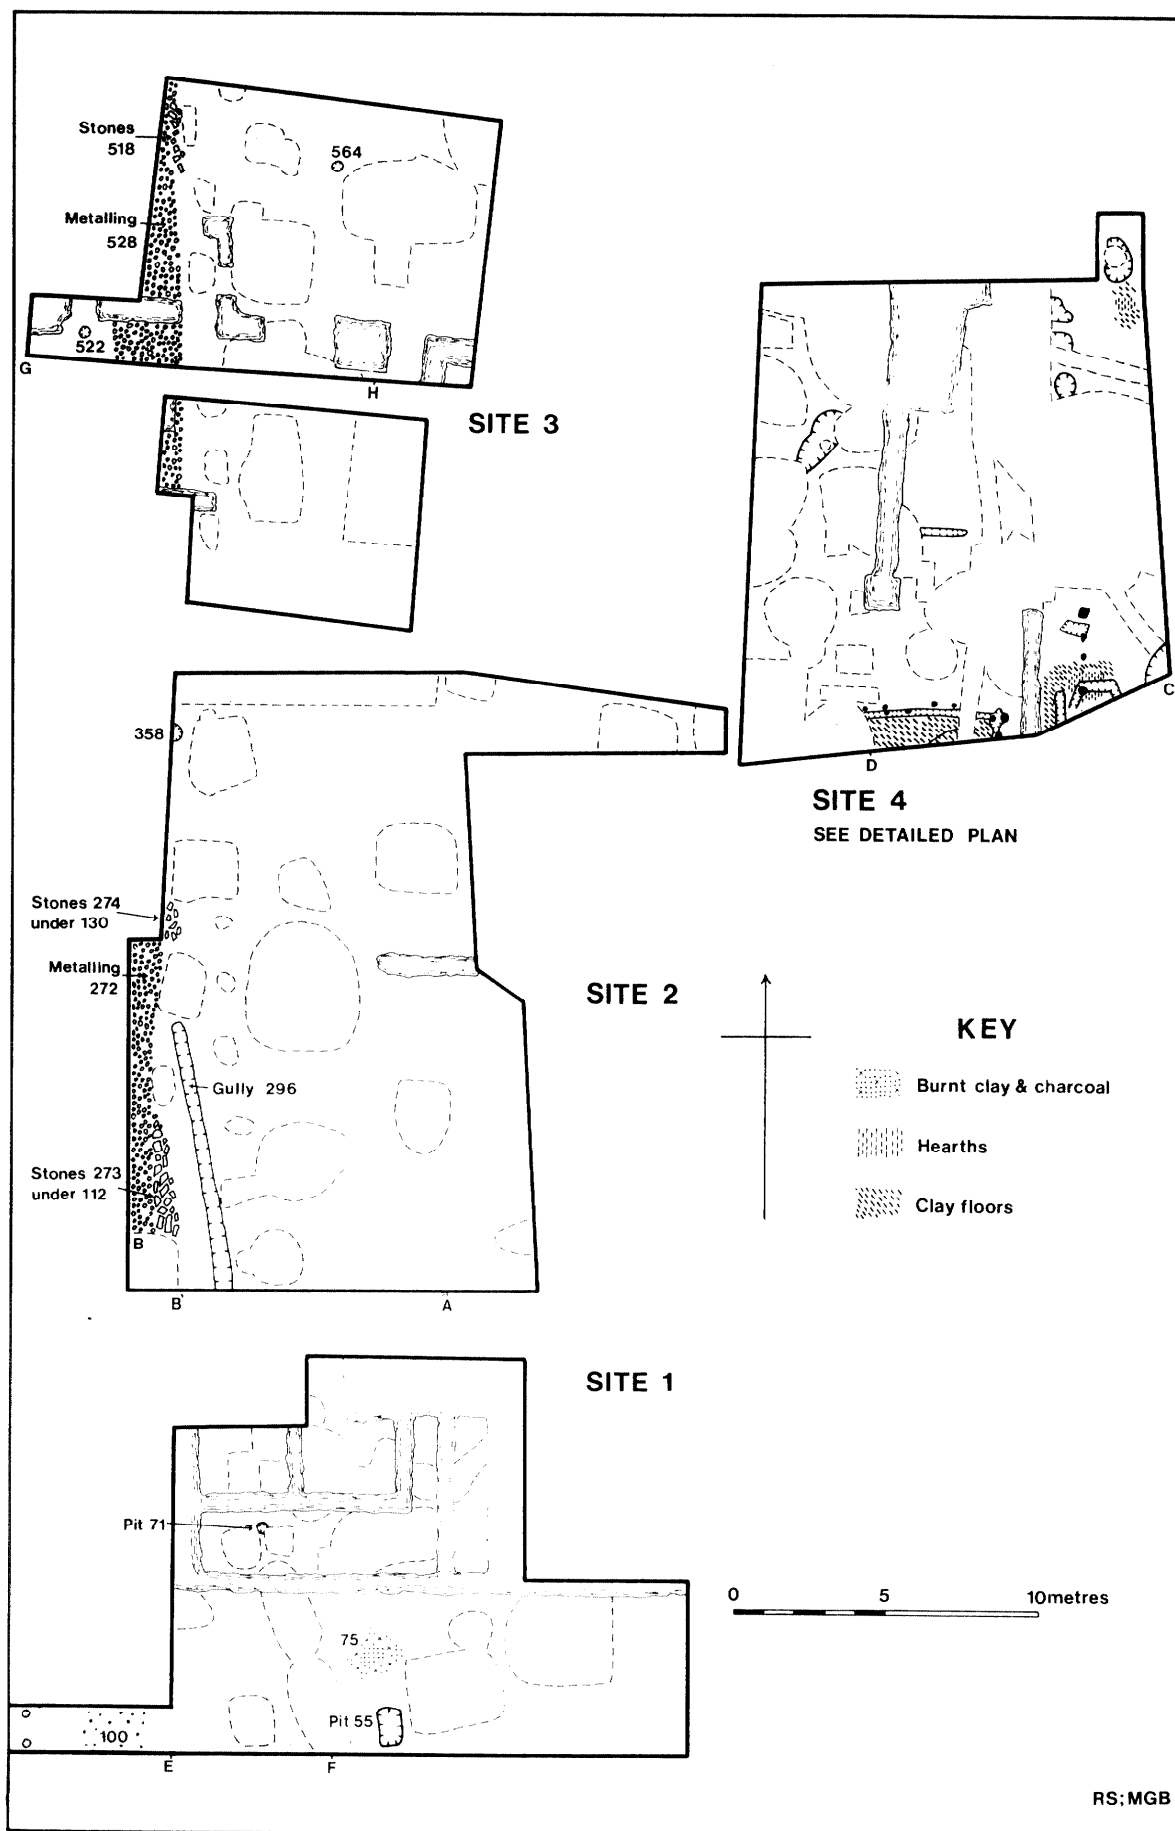 Stones
518
564
Metalling
528
522
G
H
SITE 3
C
D
SITE 4
SEE DETAILED PLAN
358
Stones 274
under 130
Metalling
272
SITE 2
Gully 296
Stones 273
under 112
B
B'
A
KEY
Burnt clay & charcoal
Hearths
Clay floors
SITE 1
Pit 71
75
Pit 55
100
E
F
0 5 10metres
RS;MGB